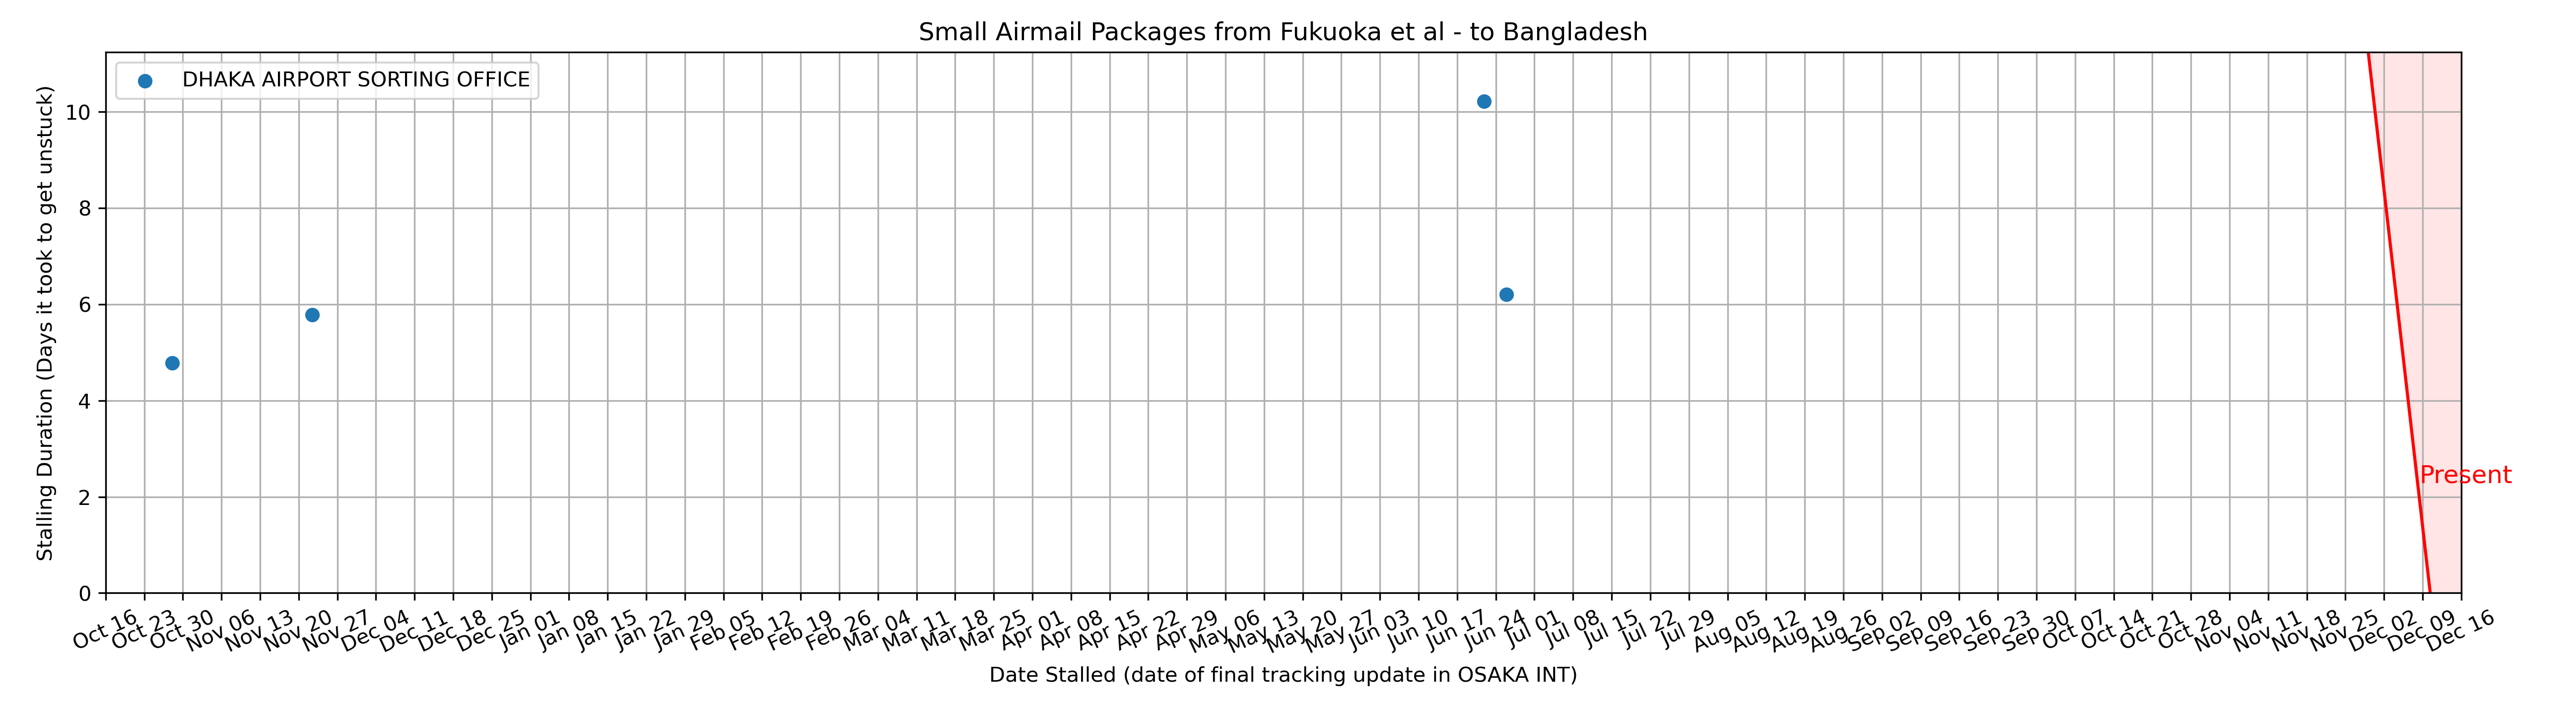 Small Airmail Packages from Fukuoka et al - to Bangladesh
DHAKA AIRPORT SORTING OFFICE
Stalling Duration (Days it took to get unstuck)
10
8
6
4
2
0
Present
Oct 16 Oct 23 Oct 30 Nov 06 Nov 13 Nov 20 Nov 27 Dec 04 Dec 11 Dec 18 Dec 25 Jan 01 Jan 08 Jan 15 Jan 22 Jan 29 Feb 05 Feb 12 Feb 19 Feb 26 Mar 04 Mar 11 Mar 18 Mar 25 Apr 01 Apr 08 Apr 15 Apr 22 Apr 29 May 06 May 13 May 20 May 27 Jun 03 Jun 10 Jun 17 Jun 24 Jul 01 Jul 08 Jul 15 Jul 22 Jul 29 Aug 05 Aug 12 Aug 19 Aug 26 Sep 02 Sep 09 Sep 16 Sep 23 Sep 30 Oct 07 Oct 14 Oct 21 Oct 28 Nov 04 Nov 11 Nov 18 Nov 25 Dec 02 Dec 09 Dec 16
Date Stalled (date of final tracking update in OSAKA INT)